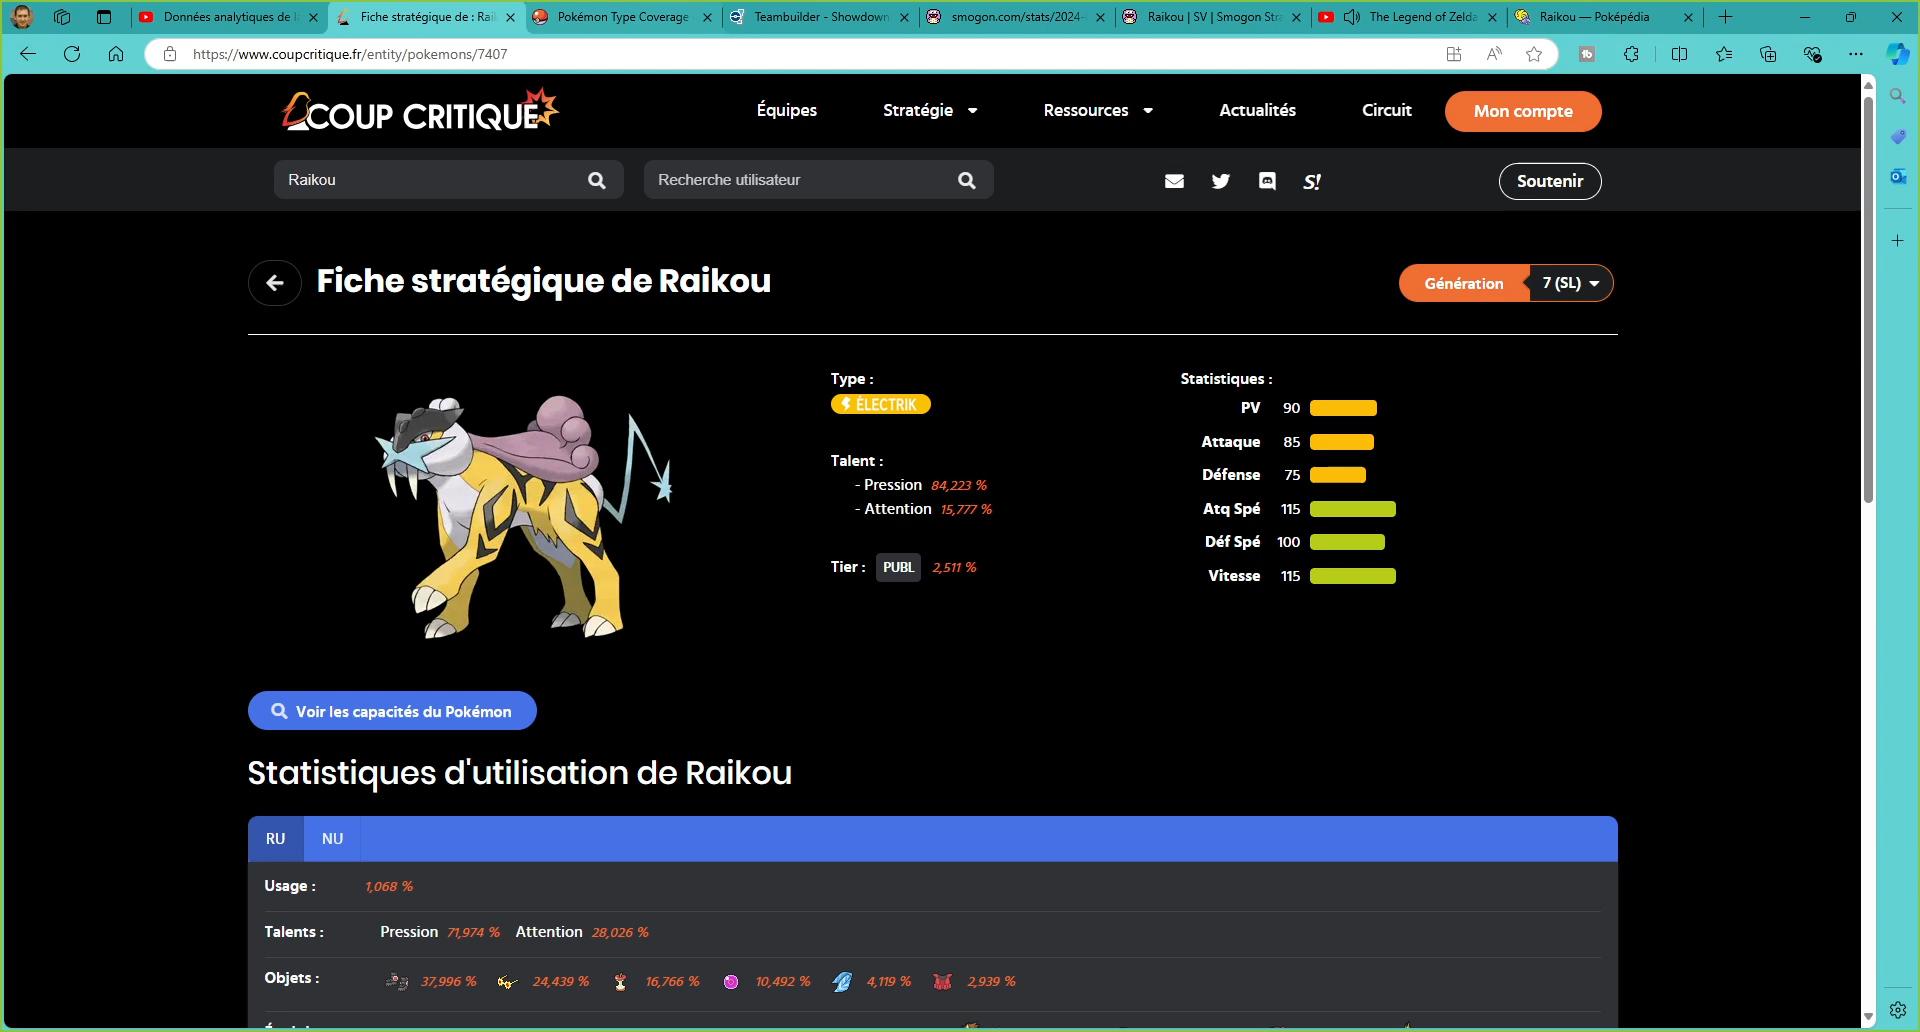 Données analytiques de l
Fiche stratégique de : Rai
Pokémon Type Coverage
Teambuilder - Showdown
smogon.com/stats/2024-
Raikou | SV | Smogon Str
The Legend of Zelda
Raikou — Poképédia
https://www.coupcritique.fr/entity/pokemons/7407
COUP CRITIQUE
Équipes
Stratégie
Ressources
Actualités
Circuit
Mon compte
Raikou
Recherche utilisateur
S!
Soutenir
Fiche stratégique de Raikou
Génération
7 (SL)
Type :
ÉLECTRIK
Talent :
- Pression 84,223 %
- Attention 15,777 %
Tier : PUBL 2,511 %
Statistiques :
PV 90
Attaque 85
Défense 75
Atq Spé 115
Déf Spé 100
Vitesse 115
Voir les capacités du Pokémon
Statistiques d'utilisation de Raikou
RU NU
Usage : 1,068 %
Talents : Pression 71,974 % Attention 28,026 %
Objets : 37,996 % 24,439 % 16,766 % 10,492 % 4,119 % 2,939 %